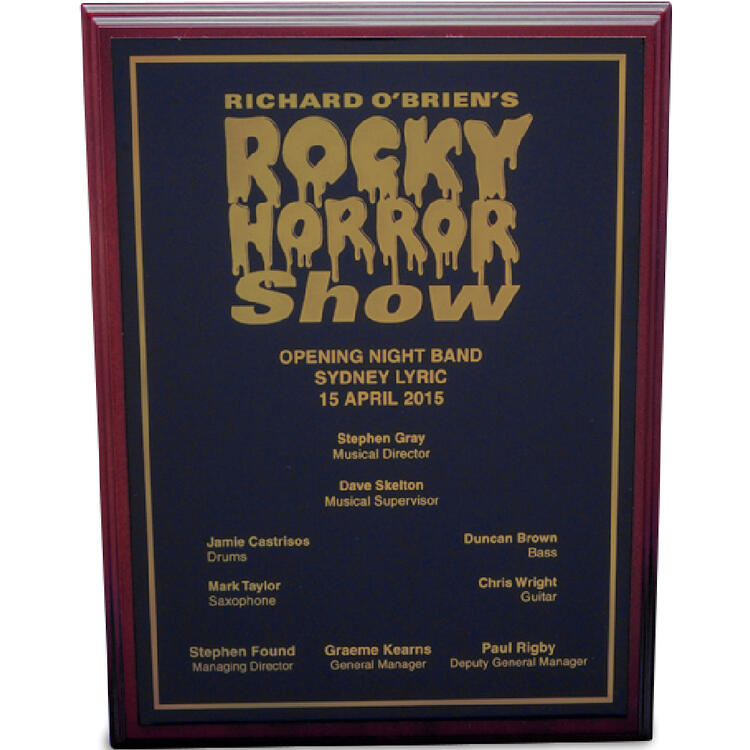 RICHARD O'BRIEN'S
ROCKY
HORROR
Show
OPENING NIGHT BAND
SYDNEY LYRIC
15 APRIL 2015
Stephen Gray
Musical Director
Dave Skelton
Musical Supervisor
Jamie Castrisos
Drums
Duncan Brown
Bass
Mark Taylor
Saxophone
Chris Wright
Guitar
Stephen Found
Managing Director
Graeme Kearns
General Manager
Paul Rigby
Deputy General Manager